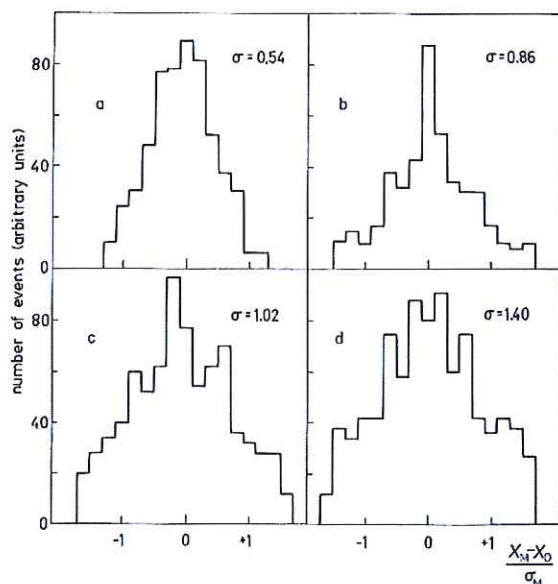 number of events (arbitrary units)
80
40
0
a
σ = 0.54
b
σ = 0.86
80
40
0
c
σ = 1.02
d
σ = 1.40
-1 0 +1
-1 0 +1
X_M-X_0
σ_M